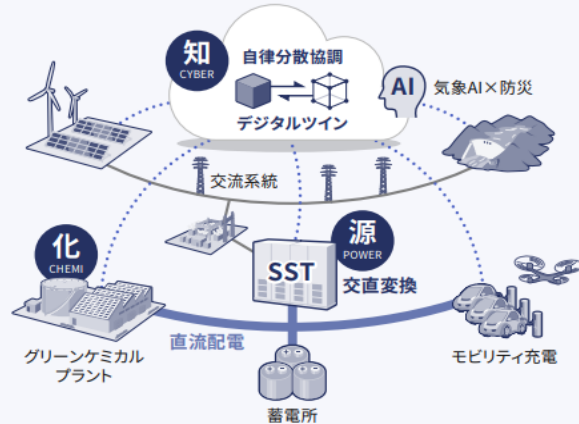 知
CYBER
自律分散協調
デジタルツイン
AI
気象AI×防災
交流系統
化
CHEMI
SST
源
POWER
交直変換
直流配電
グリーンケミカル
プラント
モビリティ充電
蓄電所